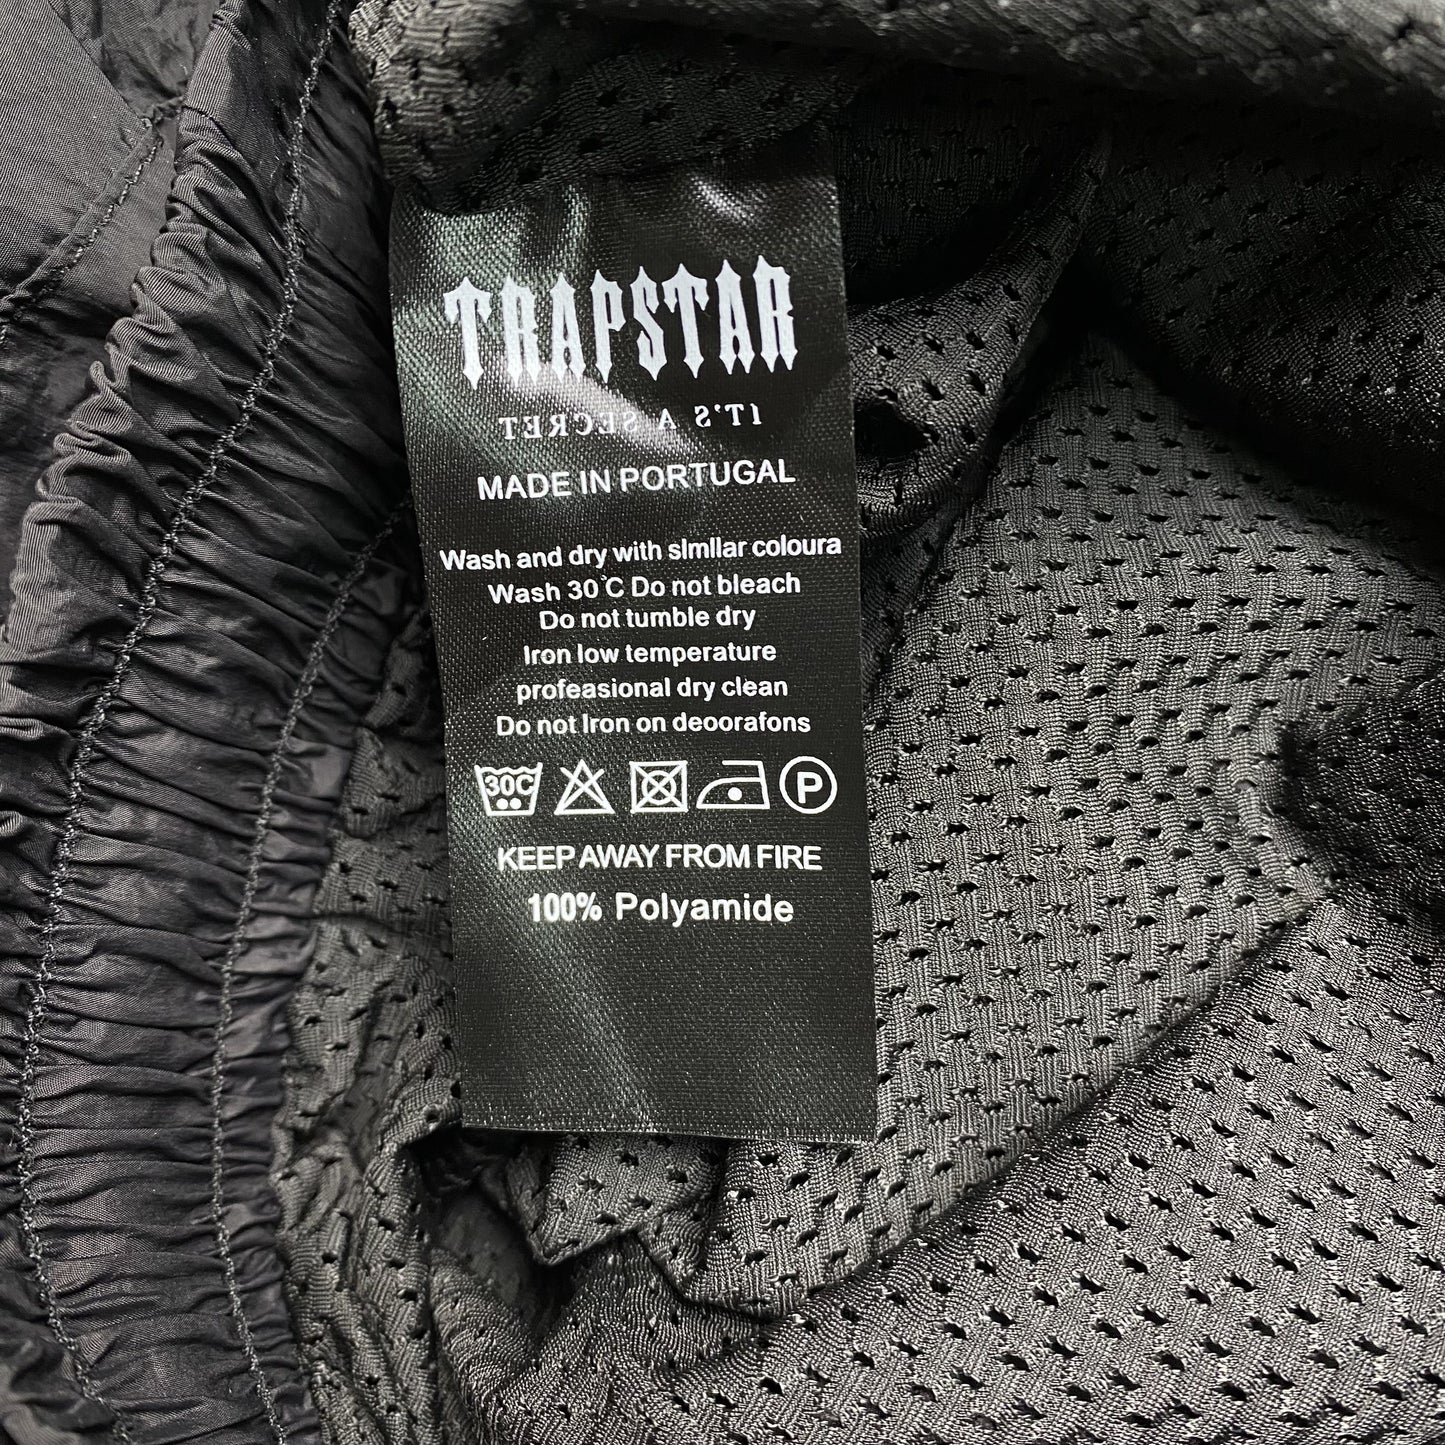 TRAPSTAR
IT'S A SECRET
MADE IN PORTUGAL
Wash and dry with slmllar coloura
Wash 30°C Do not bleach
Do not tumble dry
Iron low temperature
profeasional dry clean
Do not Iron on deoorafons
30C P
KEEP AWAY FROM FIRE
100% Polyamide